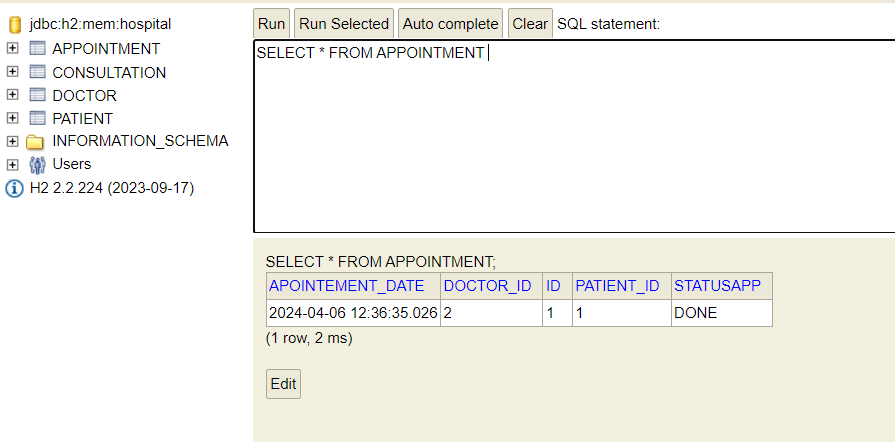 jdbc:h2:mem:hospital
APPOINTMENT
CONSULTATION
DOCTOR
PATIENT
INFORMATION_SCHEMA
Users
H2 2.2.224 (2023-09-17)
Run Run Selected Auto complete Clear SQL statement:
SELECT * FROM APPOINTMENT
SELECT * FROM APPOINTMENT;
APOINTEMENT_DATE DOCTOR_ID ID PATIENT_ID STATUSAPP
2024-04-06 12:36:35.026 2 1 1 DONE
(1 row, 2 ms)
Edit